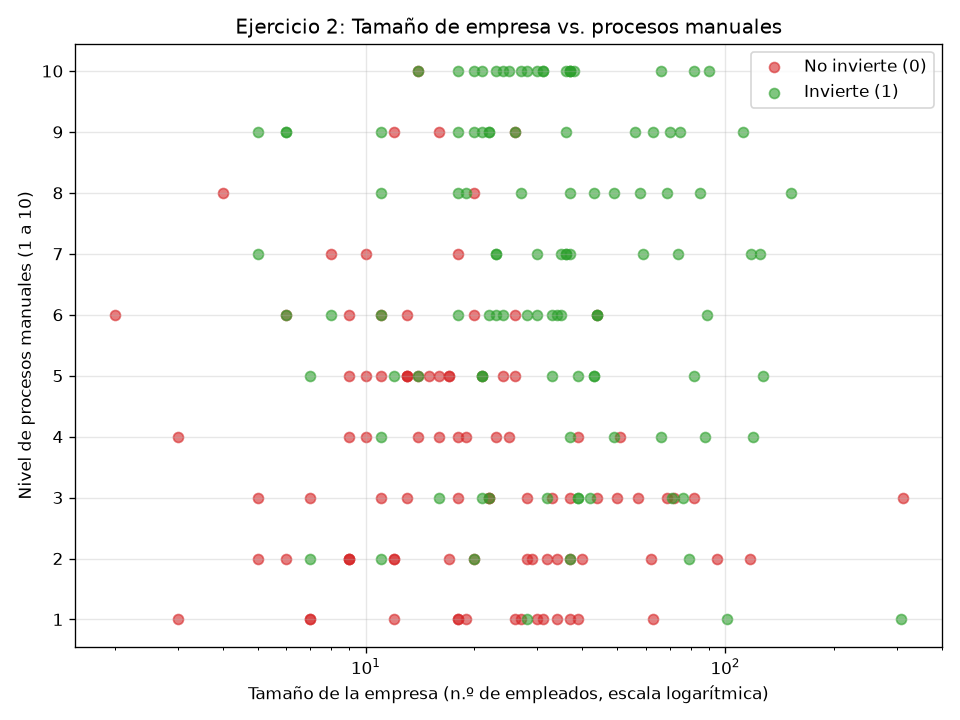 Ejercicio 2: Tamaño de empresa vs. procesos manuales
No invierte (0)
Invierte (1)
Nivel de procesos manuales (1 a 10)
10
9
8
7
6
5
4
3
2
1
10¹
10²
Tamaño de la empresa (n.º de empleados, escala logarítmica)